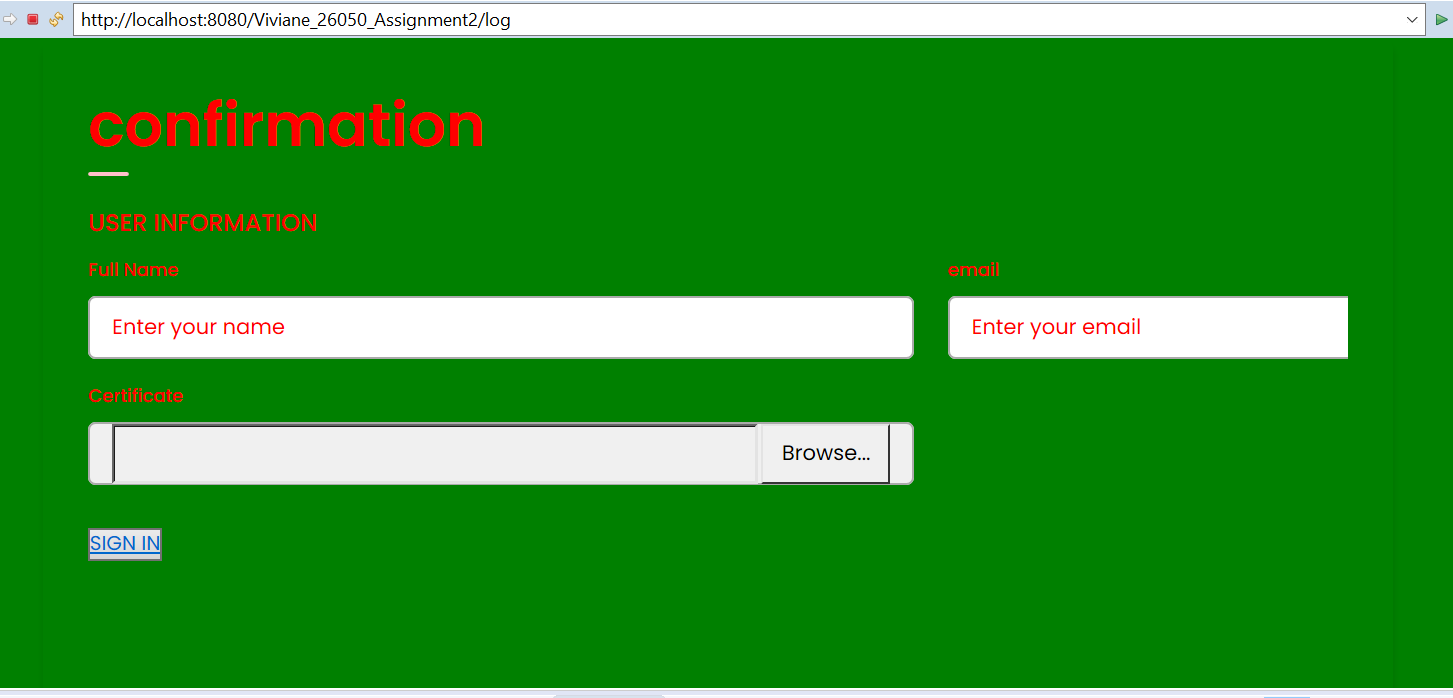 http://localhost:8080/Viviane_26050_Assignment2/log
confirmation
USER INFORMATION
Full Name
email
Enter your name
Enter your email
Certificate
Browse...
SIGN IN